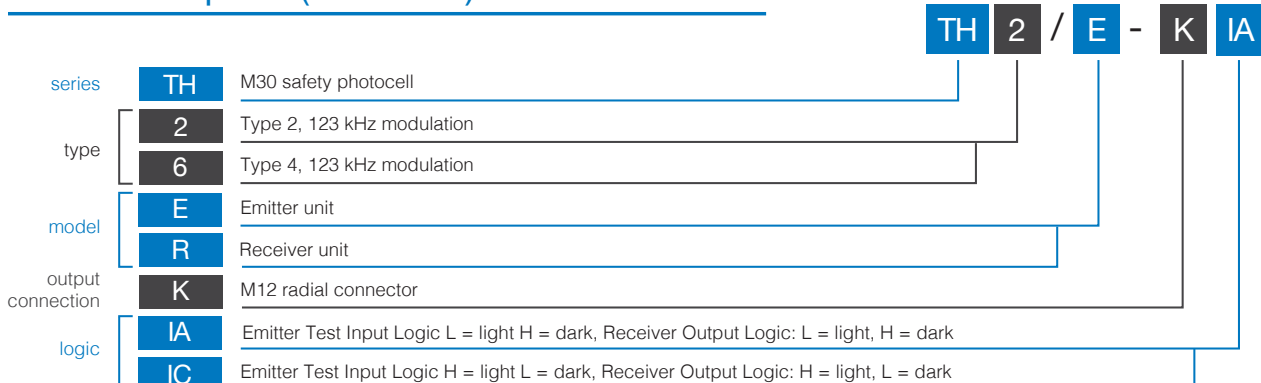 TH 2 / E - K IA
series TH M30 safety photocell
type
2 Type 2, 123 kHz modulation
6 Type 4, 123 kHz modulation
model
E Emitter unit
R Receiver unit
output
connection
K M12 radial connector
logic
IA Emitter Test Input Logic L = light H = dark, Receiver Output Logic: L = light, H = dark
IC Emitter Test Input Logic H = light L = dark, Receiver Output Logic: H = light, L = dark